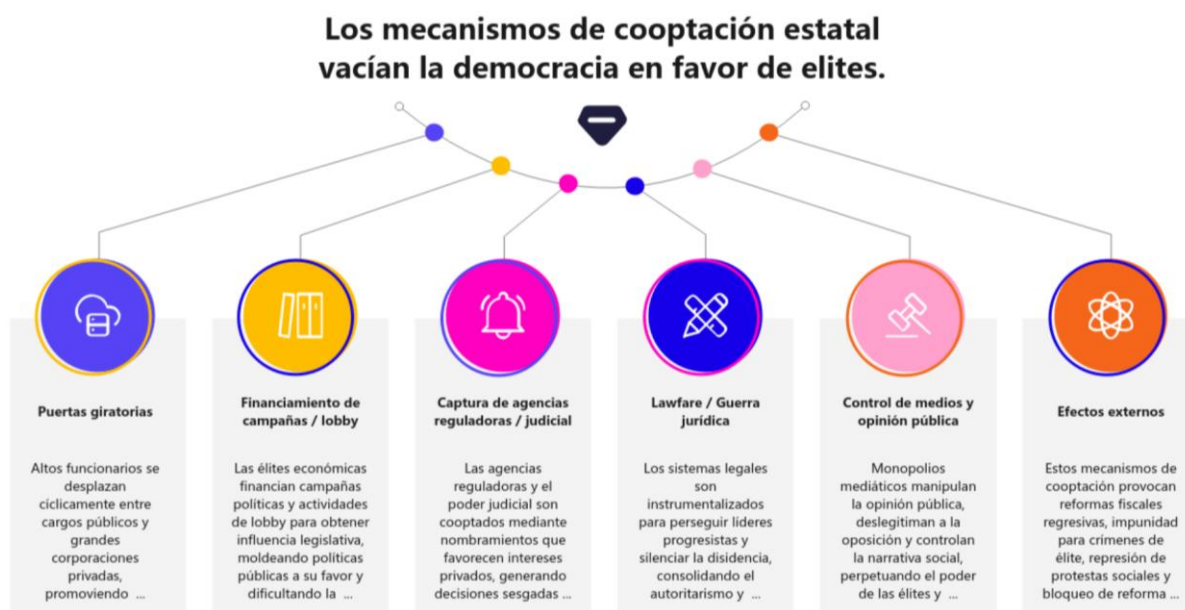 Los mecanismos de cooptación estatal
vacían la democracia en favor de elites.
Puertas giratorias
Altos funcionarios se
desplazan
cíclicamente entre
cargos públicos y
grandes
corporaciones
privadas,
promoviendo ...
Financiamiento de
campañas / lobby
Las élites económicas
financian campañas
políticas y actividades
de lobby para obtener
influencia legislativa,
moldeando políticas
públicas a su favor y
dificultando la ...
Captura de agencias
reguladoras / judicial
Las agencias
reguladoras y el
poder judicial son
cooptados mediante
nombramientos que
favorecen intereses
privados, generando
decisiones sesgadas ...
Lawfare / Guerra
jurídica
Los sistemas legales
son
instrumentalizados
para perseguir líderes
progresistas y
silenciar la disidencia,
consolidando el
autoritarismo y ...
Control de medios y
opinión pública
Monopolios
mediáticos manipulan
la opinión pública,
deslegitiman a la
oposición y controlan
la narrativa social,
perpetuando el poder
de las élites y ...
Efectos externos
Estos mecanismos de
cooptación provocan
reformas fiscales
regresivas, impunidad
para crímenes de
élite, represión de
protestas sociales y
bloqueo de reforma ...